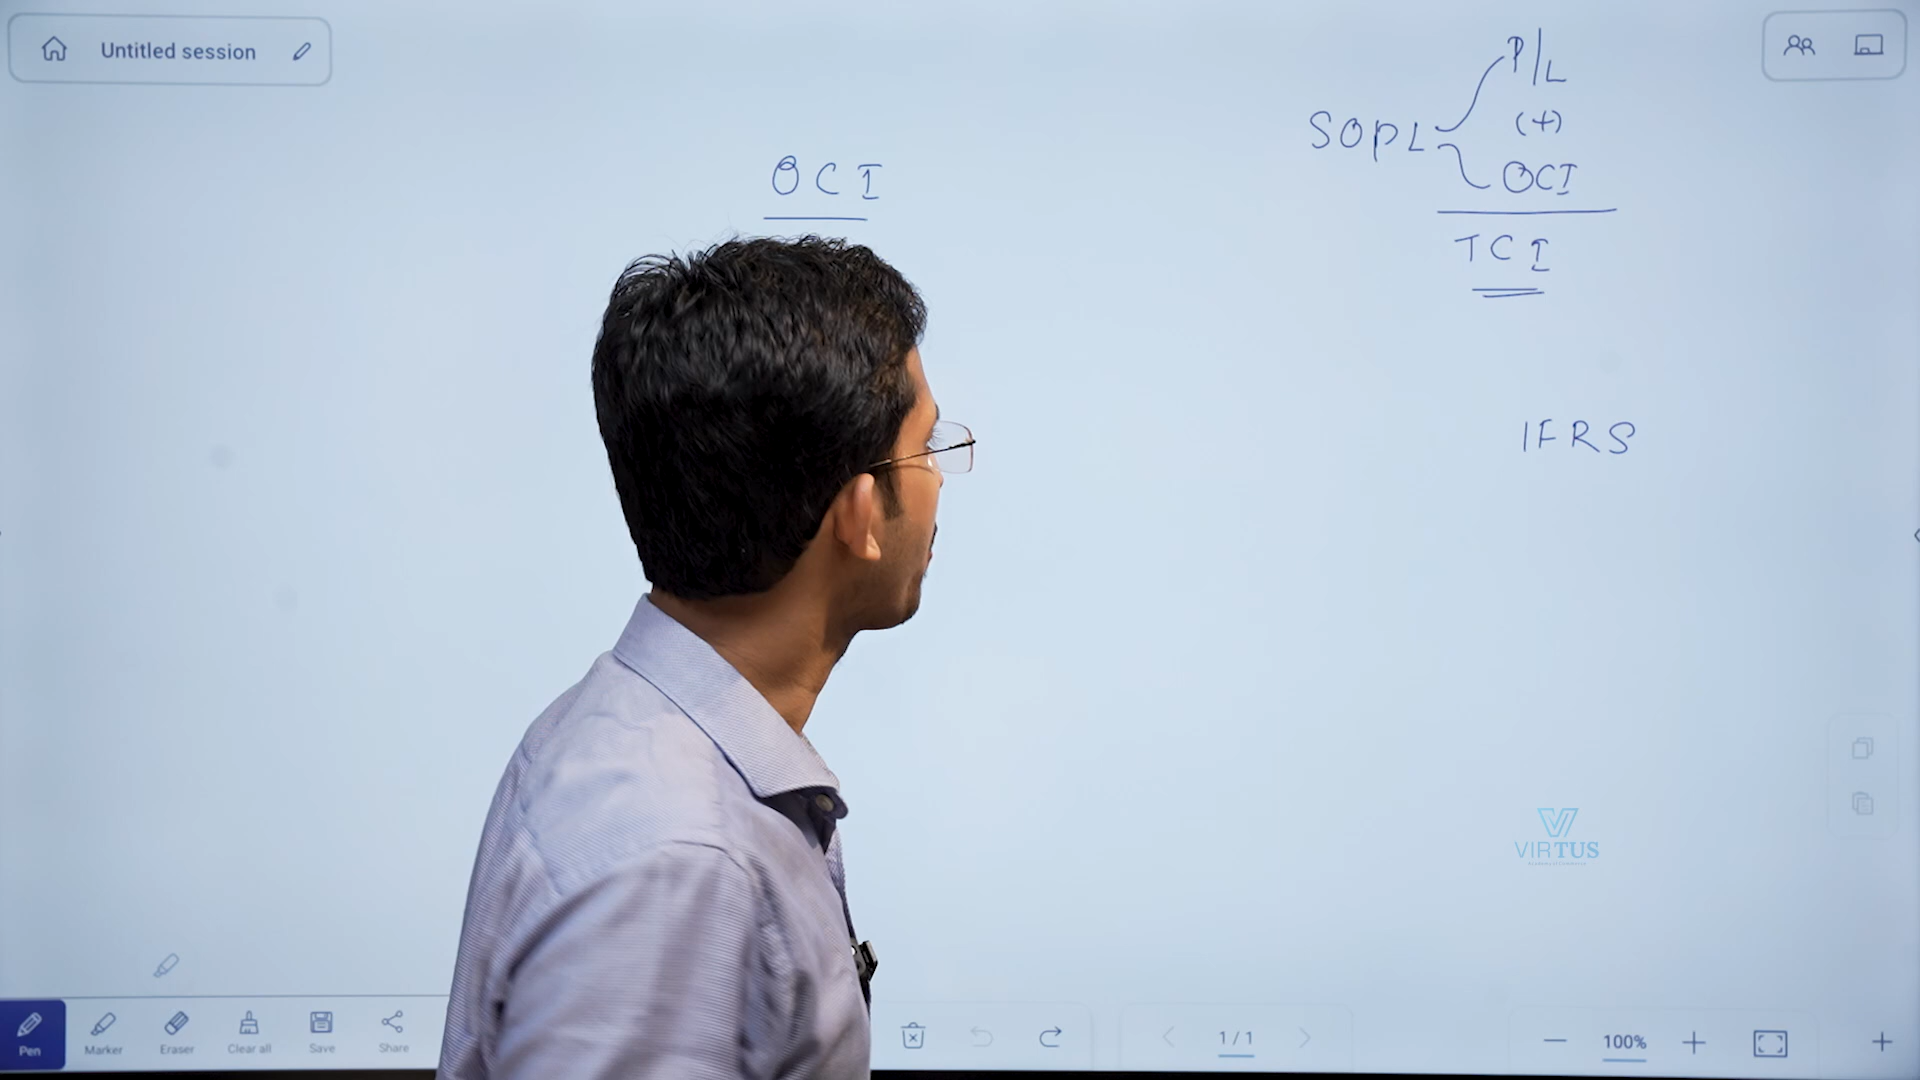 Untitled session
P/L
SOPL
(+)
OCI
OCI
TCI
IFRS
VIRTUS
Pen
Marker
Eraser
Clear all
Save
Share
1 / 1
100%